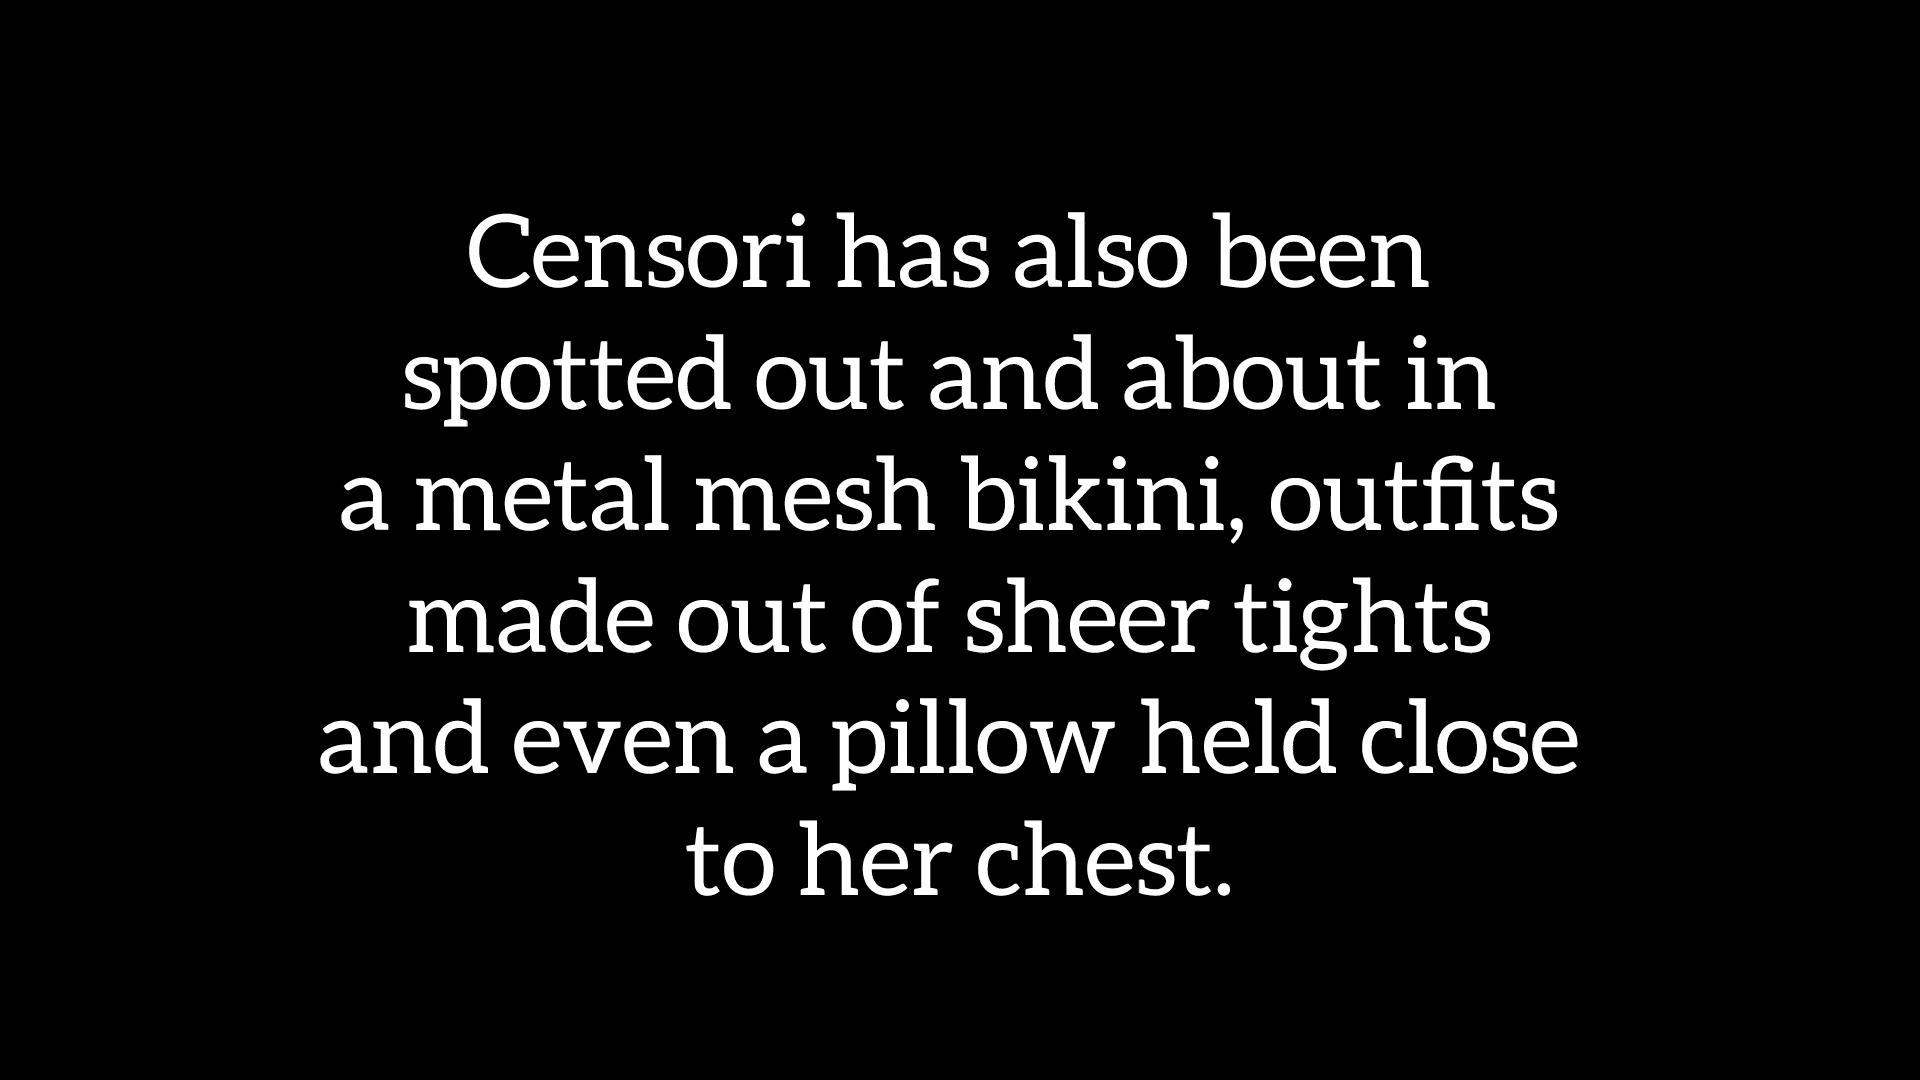 Censori has also been
spotted out and about in
a metal mesh bikini, outfits
made out of sheer tights
and even a pillow held close
to her chest.